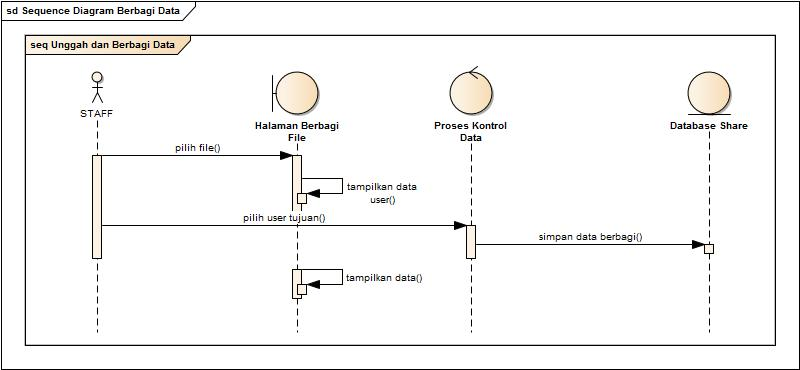 sd Sequence Diagram Berbagi Data
seq Unggah dan Berbagi Data
STAFF
Halaman Berbagi
File
Proses Kontrol
Data
Database Share
pilih file()
tampilkan data
user()
pilih user tujuan()
simpan data berbagi()
tampilkan data()